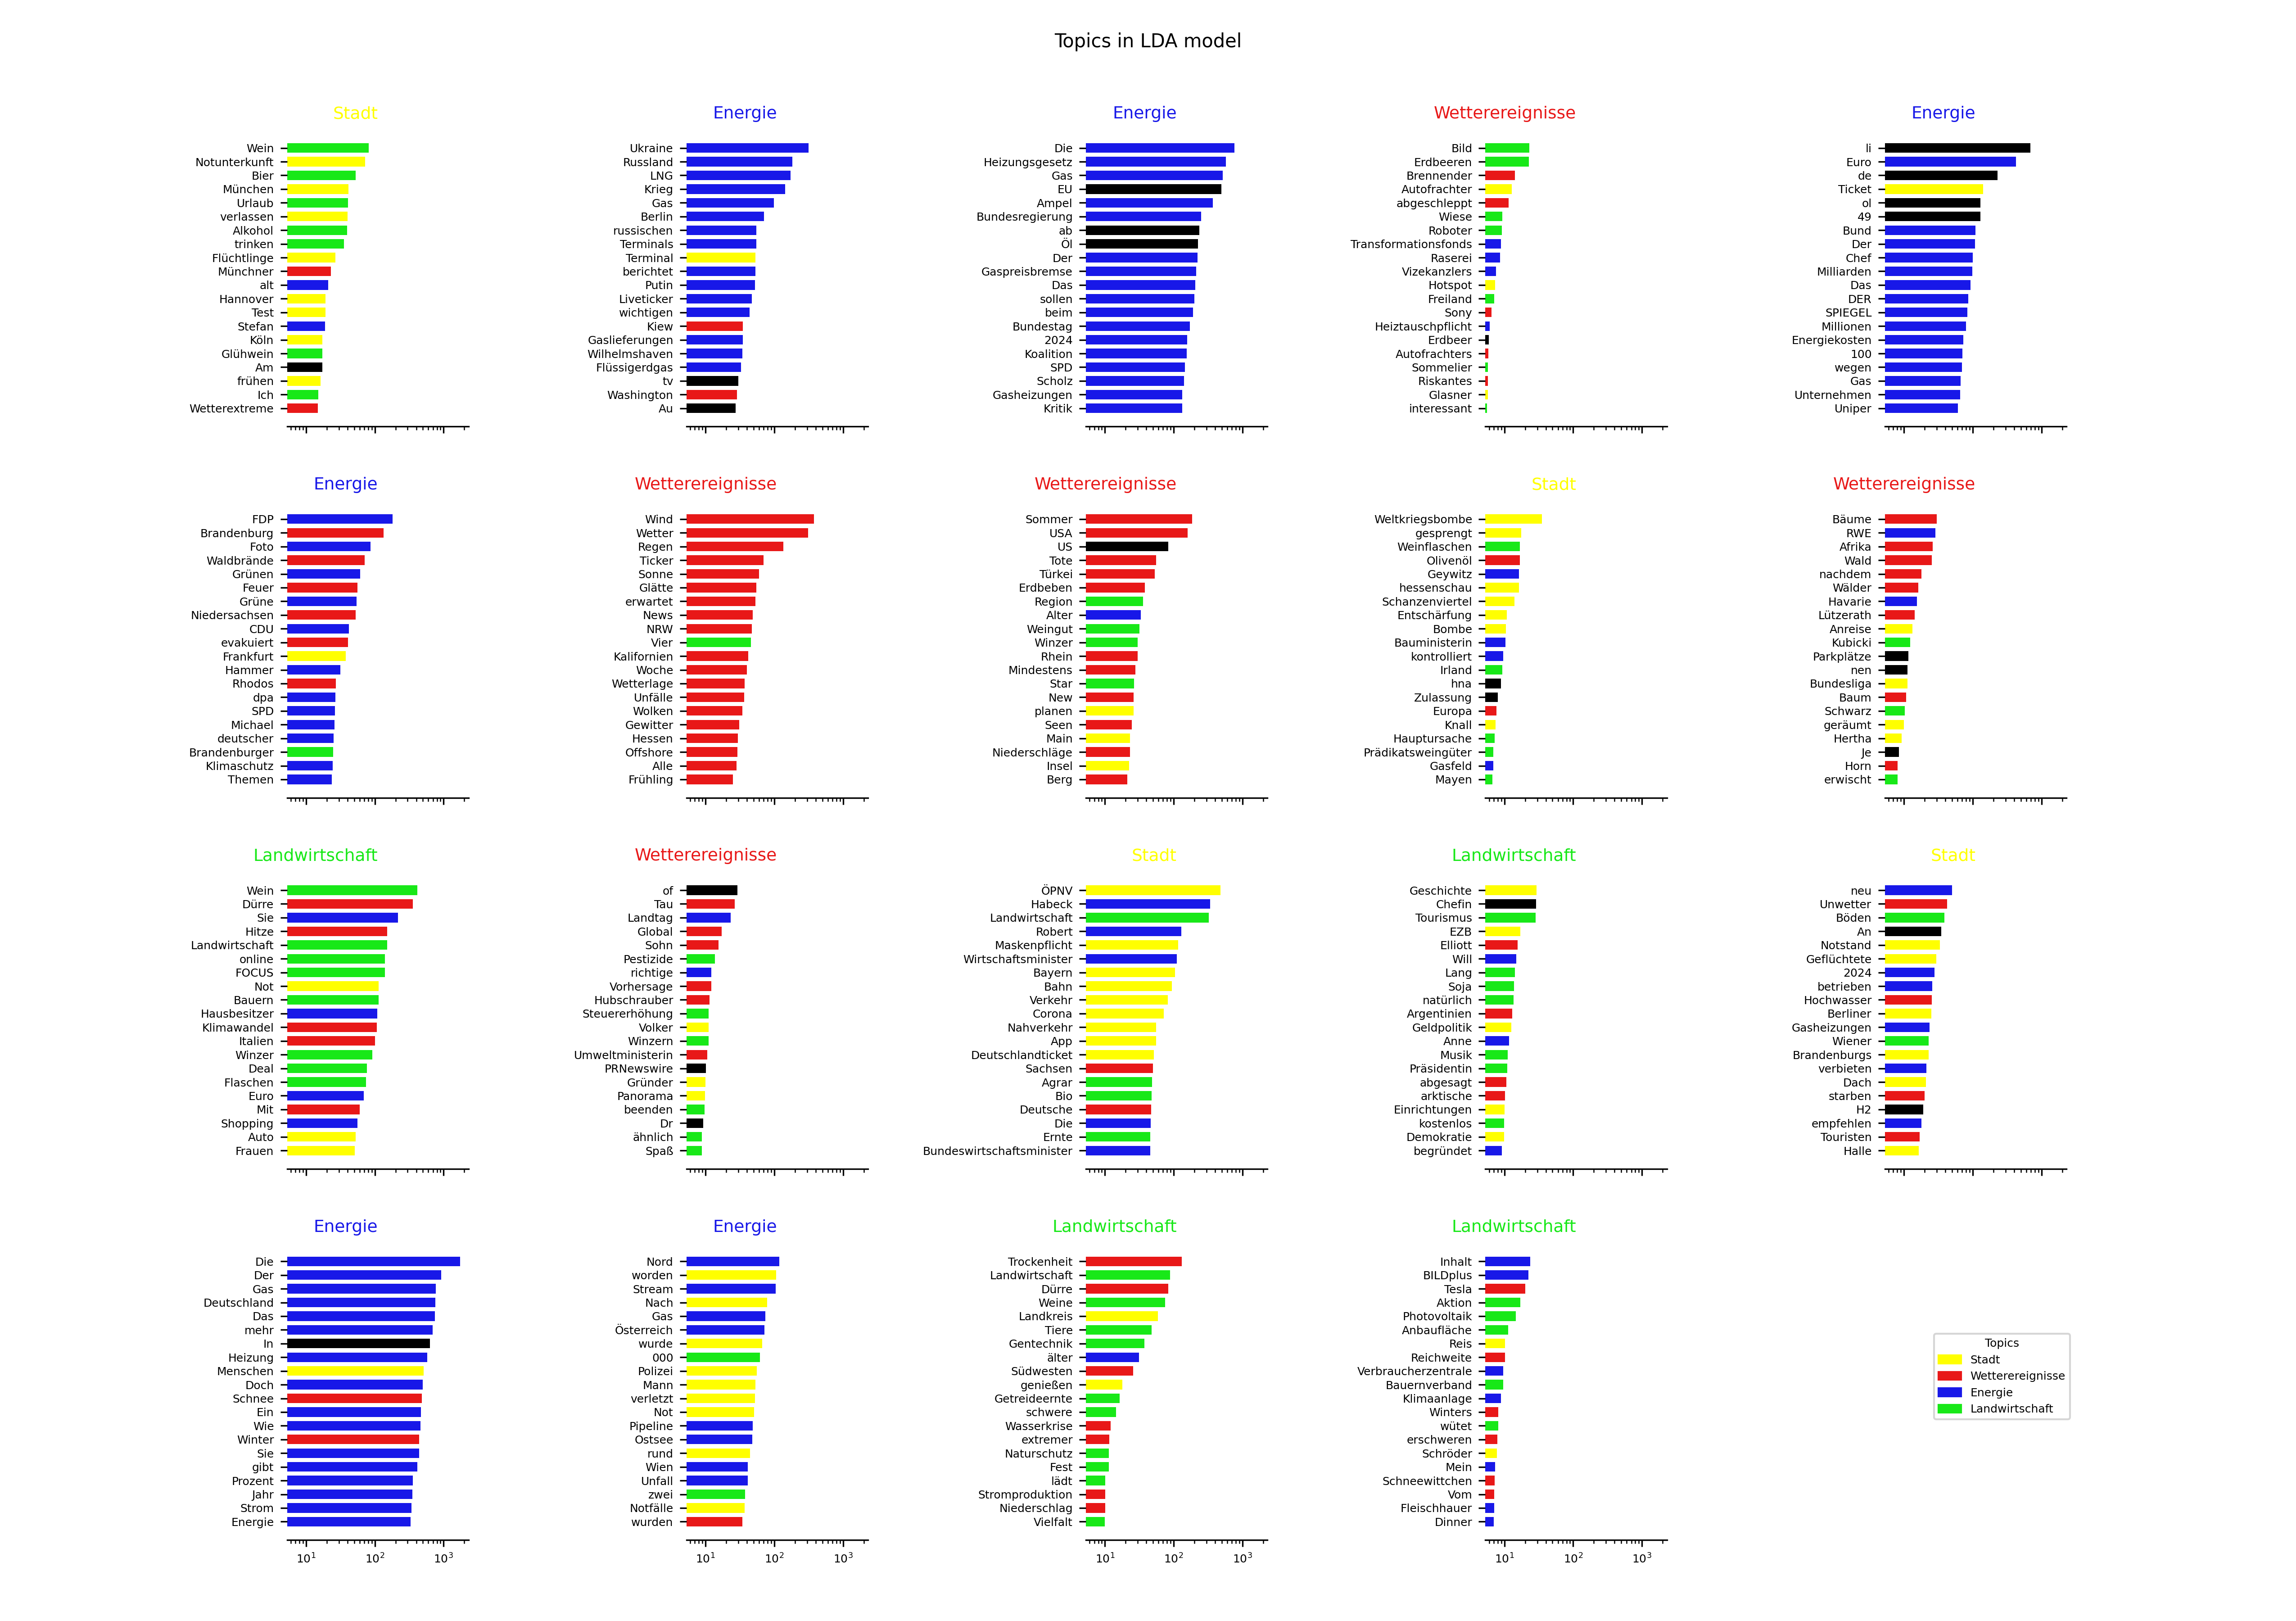 Topics in LDA model
Stadt
Wein
Notunterkunft
Bier
München
Urlaub
verlassen
Alkohol
trinken
Flüchtlinge
Münchner
alt
Hannover
Test
Stefan
Köln
Glühwein
Am
frühen
Ich
Wetterextreme
Energie
Ukraine
Russland
LNG
Krieg
Gas
Berlin
russischen
Terminals
Terminal
berichtet
Putin
Liveticker
wichtigen
Kiew
Gaslieferungen
Wilhelmshaven
Flüssigerdgas
tv
Washington
Au
Energie
Die
Heizungsgesetz
Gas
EU
Ampel
Bundesregierung
ab
Öl
Der
Gaspreisbremse
Das
sollen
beim
Bundestag
2024
Koalition
SPD
Scholz
Gasheizungen
Kritik
Wetterereignisse
Bild
Erdbeeren
Brennender
Autofrachter
abgeschleppt
Wiese
Roboter
Transformationsfonds
Raserei
Vizekanzlers
Hotspot
Freiland
Sony
Heiztauschpflicht
Erdbeer
Autofrachters
Sommelier
Riskantes
Glasner
interessant
Energie
li
Euro
de
Ticket
ol
49
Bund
Der
Chef
Milliarden
Das
DER
SPIEGEL
Millionen
Energiekosten
100
wegen
Gas
Unternehmen
Uniper
Energie
FDP
Brandenburg
Foto
Waldbrände
Grünen
Feuer
Grüne
Niedersachsen
CDU
evakuiert
Frankfurt
Hammer
Rhodos
dpa
SPD
Michael
deutscher
Brandenburger
Klimaschutz
Themen
Wetterereignisse
Wind
Wetter
Regen
Ticker
Sonne
Glätte
erwartet
News
NRW
Vier
Kalifornien
Woche
Wetterlage
Unfälle
Wolken
Gewitter
Hessen
Offshore
Alle
Frühling
Wetterereignisse
Sommer
USA
US
Tote
Türkei
Erdbeben
Region
Alter
Weingut
Winzer
Rhein
Mindestens
Star
New
planen
Seen
Main
Niederschläge
Insel
Berg
Stadt
Weltkriegsbombe
gesprengt
Weinflaschen
Olivenöl
Geywitz
hessenschau
Schanzenviertel
Entschärfung
Bombe
Bauministerin
kontrolliert
Irland
hna
Zulassung
Europa
Knall
Hauptursache
Prädikatsweingüter
Gasfeld
Mayen
Wetterereignisse
Bäume
RWE
Afrika
Wald
nachdem
Wälder
Havarie
Lützerath
Anreise
Kubicki
Parkplätze
nen
Bundesliga
Baum
Schwarz
geräumt
Hertha
Je
Horn
erwischt
Landwirtschaft
Wein
Dürre
Sie
Hitze
Landwirtschaft
online
FOCUS
Not
Bauern
Hausbesitzer
Klimawandel
Italien
Winzer
Deal
Flaschen
Euro
Mit
Shopping
Auto
Frauen
Wetterereignisse
of
Tau
Landtag
Global
Sohn
Pestizide
richtige
Vorhersage
Hubschrauber
Steuererhöhung
Volker
Winzern
Umweltministerin
PRNewswire
Gründer
Panorama
beenden
Dr
ähnlich
Spaß
Stadt
ÖPNV
Habeck
Landwirtschaft
Robert
Maskenpflicht
Wirtschaftsminister
Bayern
Bahn
Verkehr
Corona
Nahverkehr
App
Deutschlandticket
Sachsen
Agrar
Bio
Deutsche
Die
Ernte
Bundeswirtschaftsminister
Landwirtschaft
Geschichte
Chefin
Tourismus
EZB
Elliott
Will
Lang
Soja
natürlich
Argentinien
Geldpolitik
Anne
Musik
Präsidentin
abgesagt
arktische
Einrichtungen
kostenlos
Demokratie
begründet
Stadt
neu
Unwetter
Böden
An
Notstand
Geflüchtete
2024
betrieben
Hochwasser
Berliner
Gasheizungen
Wiener
Brandenburgs
verbieten
Dach
starben
H2
empfehlen
Touristen
Halle
Energie
Die
Der
Gas
Deutschland
Das
mehr
In
Heizung
Menschen
Doch
Schnee
Ein
Wie
Winter
Sie
gibt
Prozent
Jahr
Strom
Energie
10¹ 10² 10³
Energie
Nord
worden
Stream
Nach
Gas
Österreich
wurde
000
Polizei
Mann
verletzt
Not
Pipeline
Ostsee
rund
Wien
Unfall
zwei
Notfälle
wurden
10¹ 10² 10³
Landwirtschaft
Trockenheit
Landwirtschaft
Dürre
Weine
Landkreis
Tiere
Gentechnik
älter
Südwesten
genießen
Getreideernte
schwere
Wasserkrise
extremer
Naturschutz
Fest
lädt
Stromproduktion
Niederschlag
Vielfalt
10¹ 10² 10³
Landwirtschaft
Inhalt
BILDplus
Tesla
Aktion
Photovoltaik
Anbaufläche
Reis
Reichweite
Verbraucherzentrale
Bauernverband
Klimaanlage
Winters
wütet
erschweren
Schröder
Mein
Schneewittchen
Vom
Fleischhauer
Dinner
10¹ 10² 10³
Topics
Stadt
Wetterereignisse
Energie
Landwirtschaft